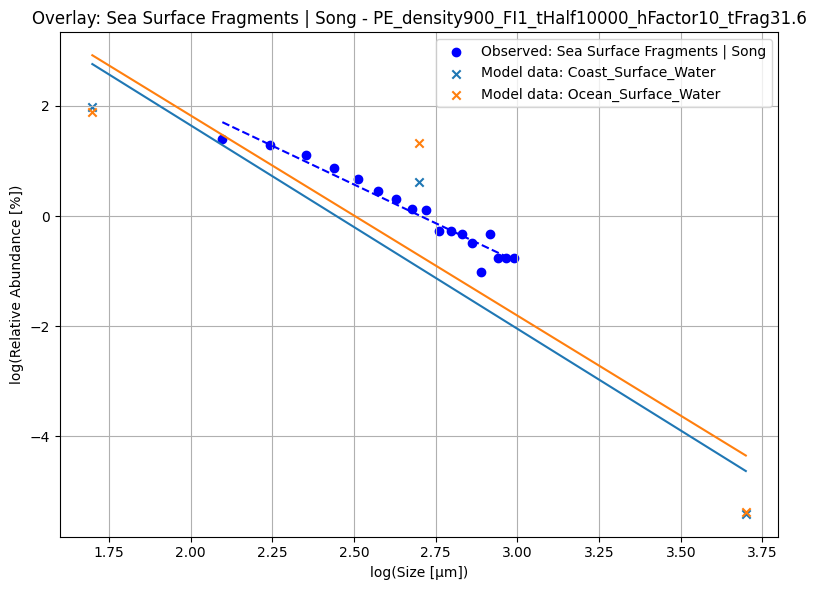 Overlay: Sea Surface Fragments | Song - PE_density900_FI1_tHalf10000_hFactor10_tFrag31.6
Observed: Sea Surface Fragments | Song
Model data: Coast_Surface_Water
Model data: Ocean_Surface_Water
log(Relative Abundance [%])
2
0
−2
−4
1.75
2.00
2.25
2.50
2.75
3.00
3.25
3.50
3.75
log(Size [μm])